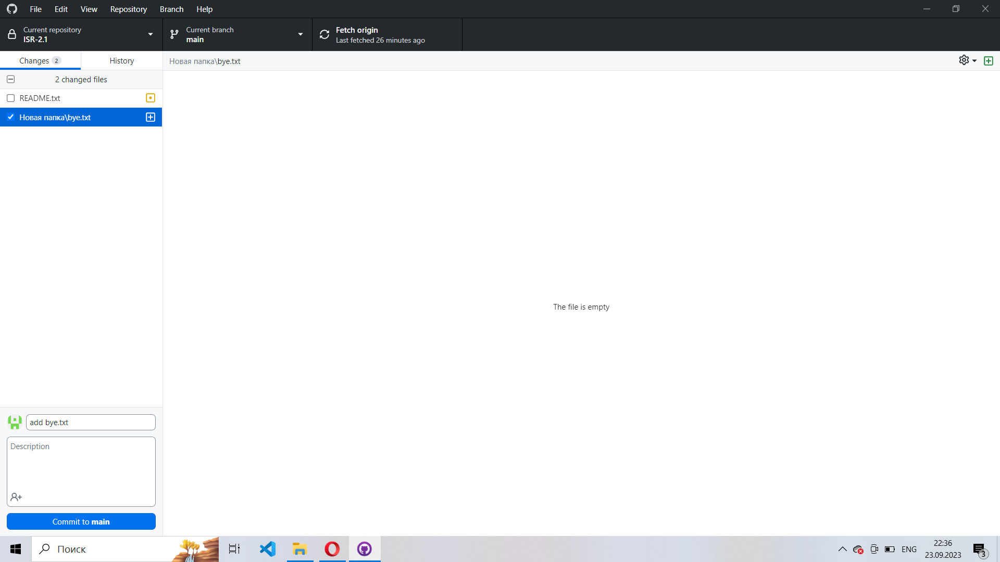 File Edit View Repository Branch Help
Current repository
ISR-2.1
Current branch
main
Fetch origin
Last fetched 26 minutes ago
Changes 2
History
Новая папка\bye.txt
2 changed files
README.txt
Новая папка\bye.txt
The file is empty
add bye.txt
Description
Commit to main
Поиск
ENG
22:36
23.09.2023
3